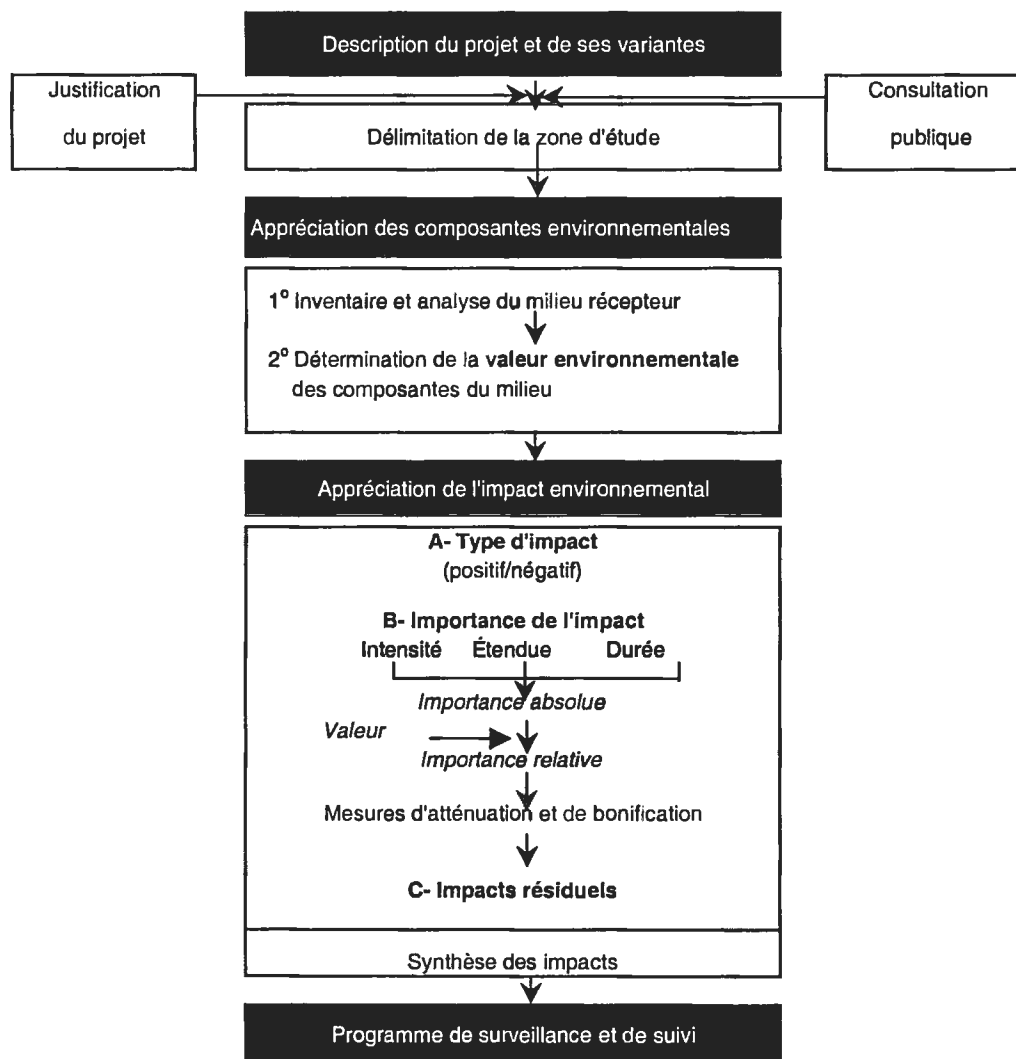 Description du projet et de ses variantes
Justification
du projet
Consultation
publique
Délimitation de la zone d'étude
Appréciation des composantes environnementales
1° Inventaire et analyse du milieu récepteur
2° Détermination de la valeur environnementale
des composantes du milieu
Appréciation de l'impact environnemental
A- Type d'impact
(positif/négatif)
B- Importance de l'impact
Intensité Étendue Durée
Importance absolue
Valeur
Importance relative
Mesures d'atténuation et de bonification
C- Impacts résiduels
Synthèse des impacts
Programme de surveillance et de suivi